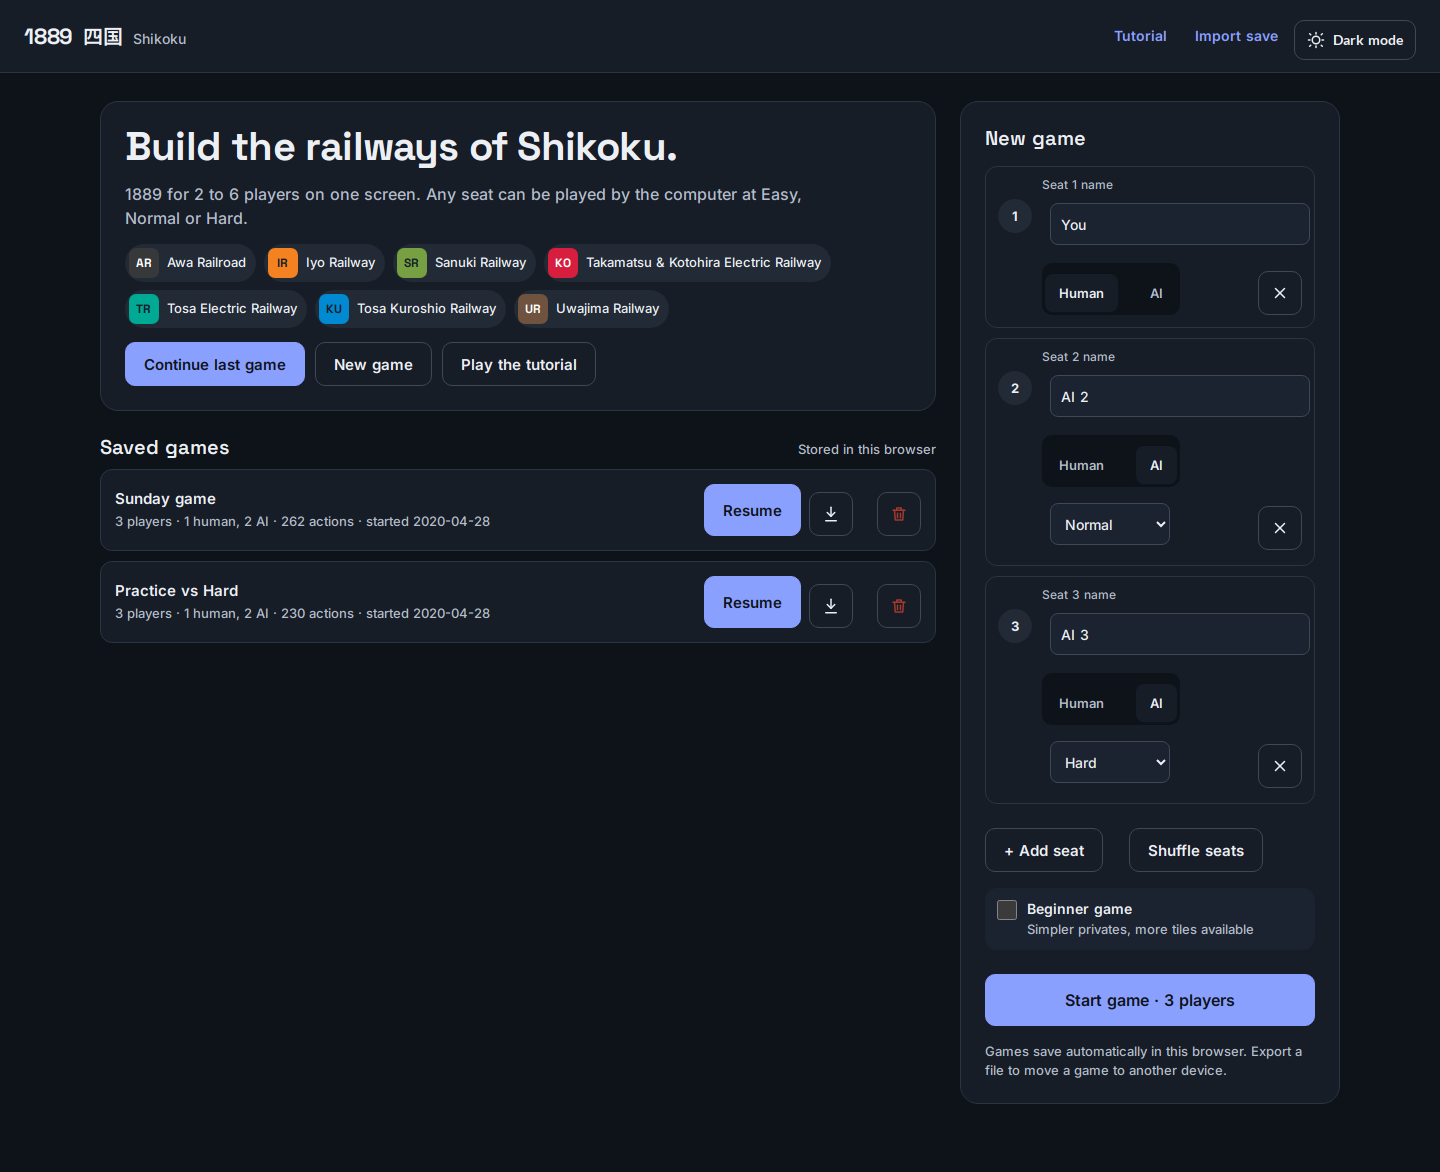 1889 四国 Shikoku
Tutorial
Import save
Dark mode
Build the railways of Shikoku.
1889 for 2 to 6 players on one screen. Any seat can be played by the computer at Easy,
Normal or Hard.
AR Awa Railroad
IR Iyo Railway
SR Sanuki Railway
KO Takamatsu & Kotohira Electric Railway
TR Tosa Electric Railway
KU Tosa Kuroshio Railway
UR Uwajima Railway
Continue last game
New game
Play the tutorial
Saved games
Stored in this browser
Sunday game
3 players · 1 human, 2 AI · 262 actions · started 2020-04-28
Resume
Practice vs Hard
3 players · 1 human, 2 AI · 230 actions · started 2020-04-28
Resume
New game
Seat 1 name
1
You
Human
AI
Seat 2 name
2
AI 2
Human
AI
Normal
Seat 3 name
3
AI 3
Human
AI
Hard
+ Add seat
Shuffle seats
Beginner game
Simpler privates, more tiles available
Start game · 3 players
Games save automatically in this browser. Export a
file to move a game to another device.